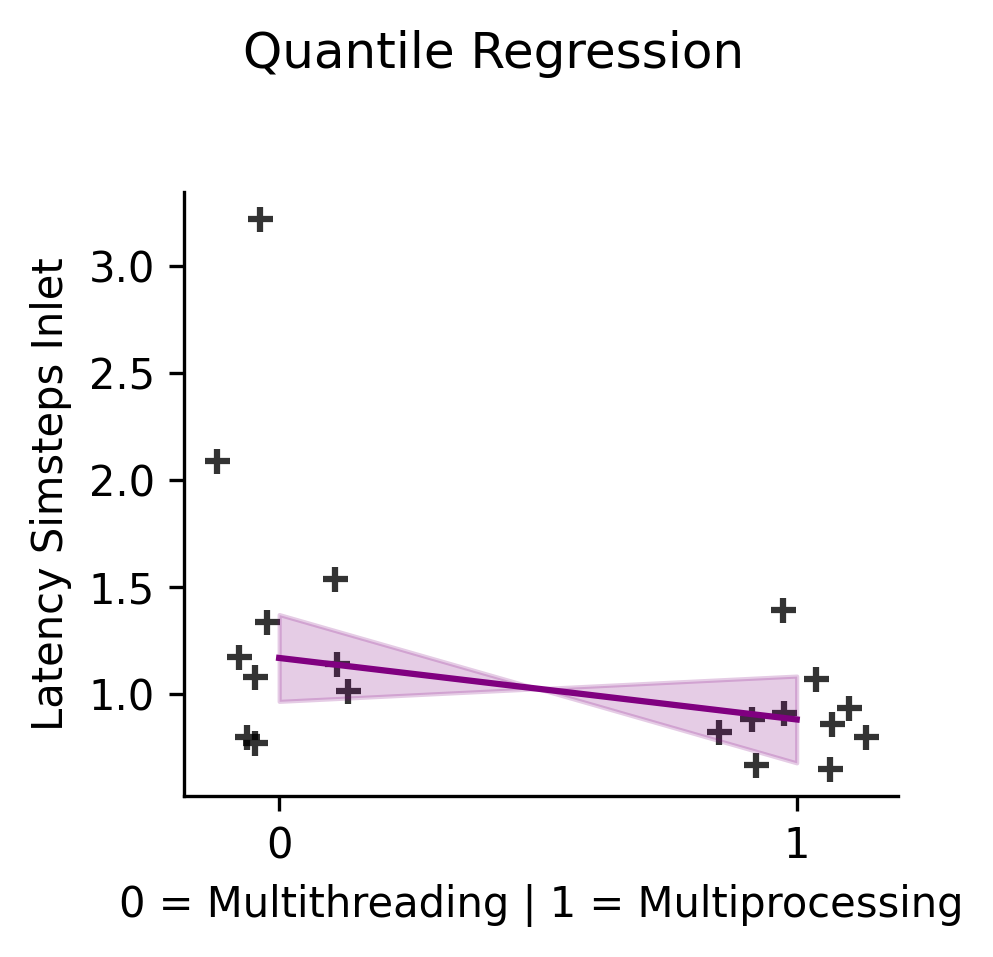 Quantile Regression
Latency Simsteps Inlet
3.0
2.5
2.0
1.5
1.0
0
1
0 = Multithreading | 1 = Multiprocessing